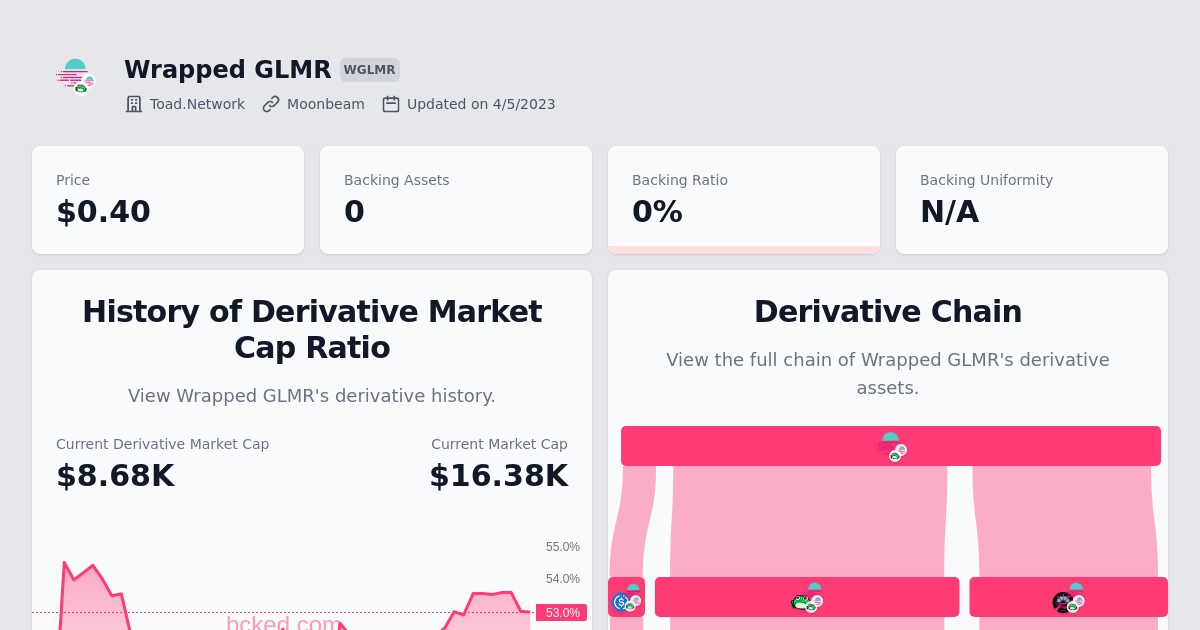 Wrapped GLMR WGLMR
Toad.Network Moonbeam Updated on 4/5/2023
Price
$0.40
Backing Assets
0
Backing Ratio
0%
Backing Uniformity
N/A
History of Derivative Market
Cap Ratio
View Wrapped GLMR's derivative history.
Current Derivative Market Cap
$8.68K
Current Market Cap
$16.38K
55.0%
54.0%
53.0%
bcked.com
Derivative Chain
View the full chain of Wrapped GLMR's derivative
assets.